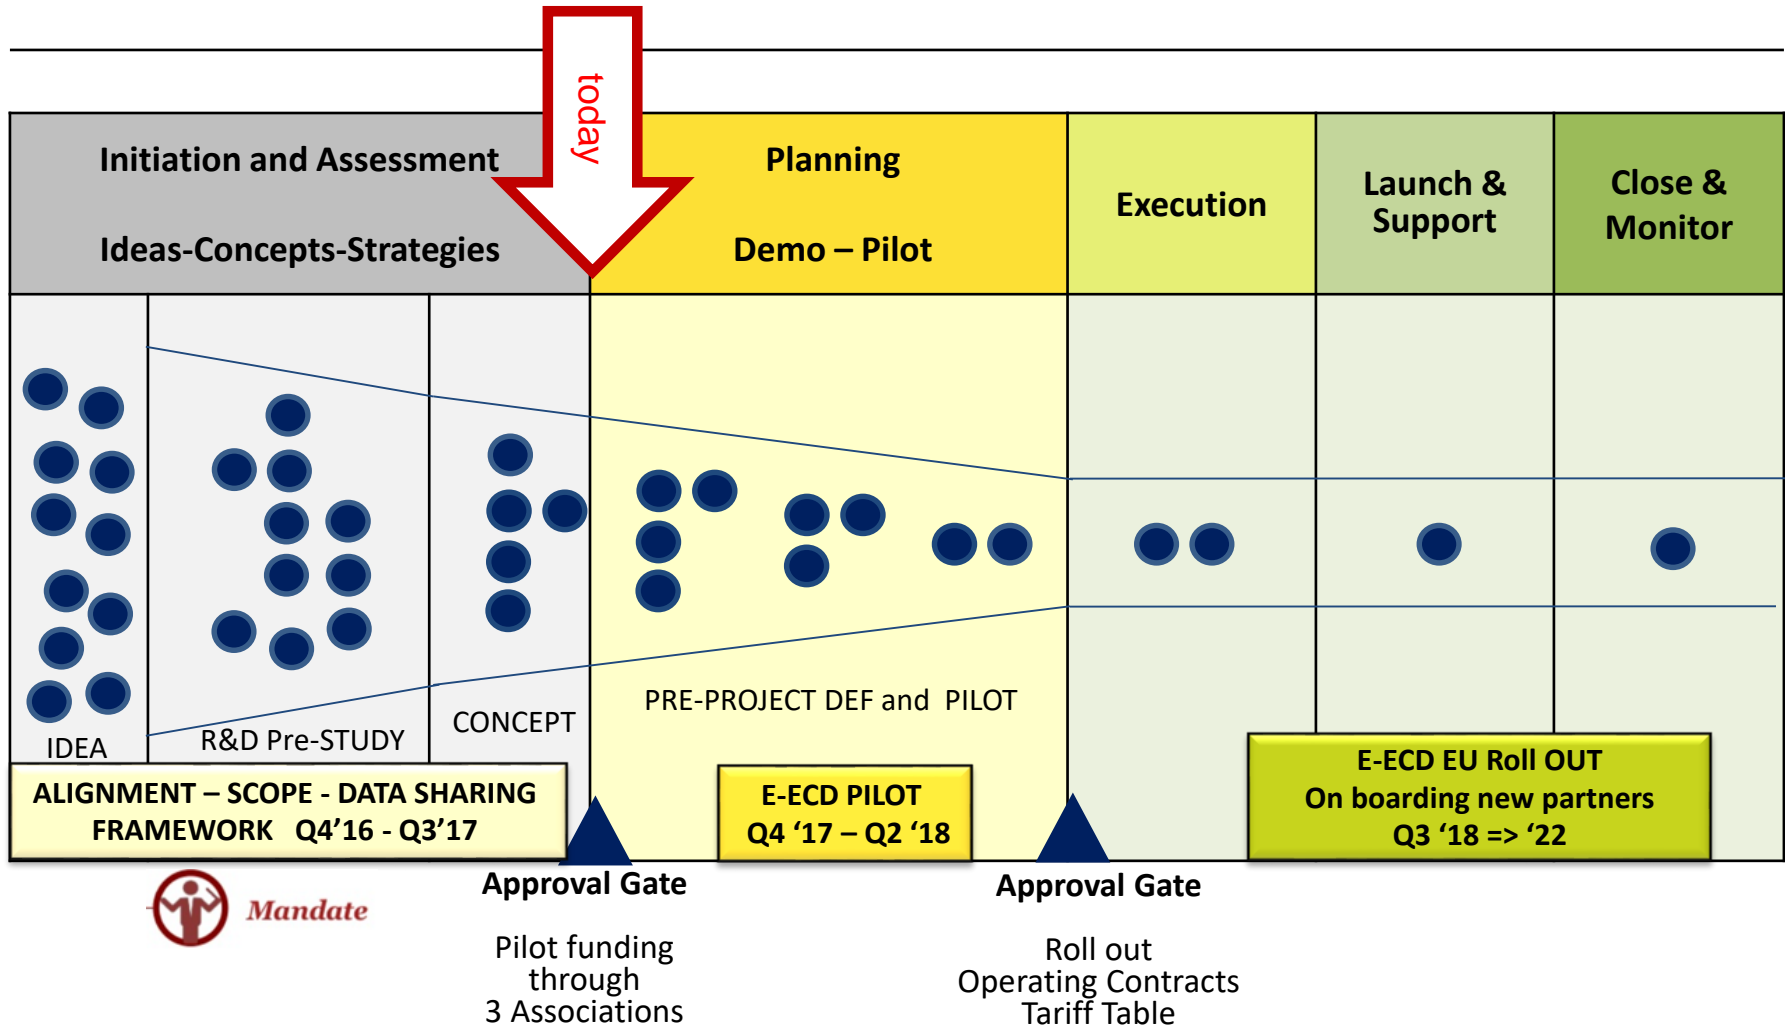 today
Initiation and Assessment
Ideas-Concepts-Strategies
Planning
Demo – Pilot
Execution
Launch &
Support
Close &
Monitor
IDEA
R&D Pre-STUDY
CONCEPT
PRE-PROJECT DEF and PILOT
ALIGNMENT – SCOPE - DATA SHARING
FRAMEWORK Q4'16 - Q3'17
E-ECD PILOT
Q4 ‘17 – Q2 ‘18
E-ECD EU Roll OUT
On boarding new partners
Q3 ‘18 => ‘22
Mandate
Approval Gate
Pilot funding
through
3 Associations
Approval Gate
Roll out
Operating Contracts
Tariff Table